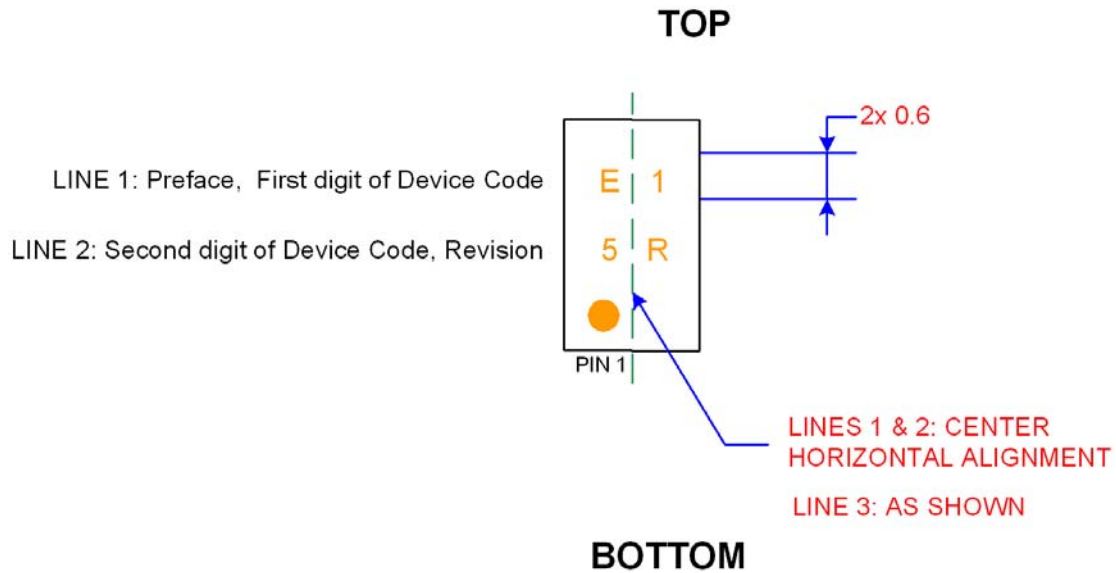 TOP
2x 0.6
LINE 1: Preface, First digit of Device Code
E 1
LINE 2: Second digit of Device Code, Revision
5 R
PIN 1
LINES 1 & 2: CENTER
HORIZONTAL ALIGNMENT
LINE 3: AS SHOWN
BOTTOM